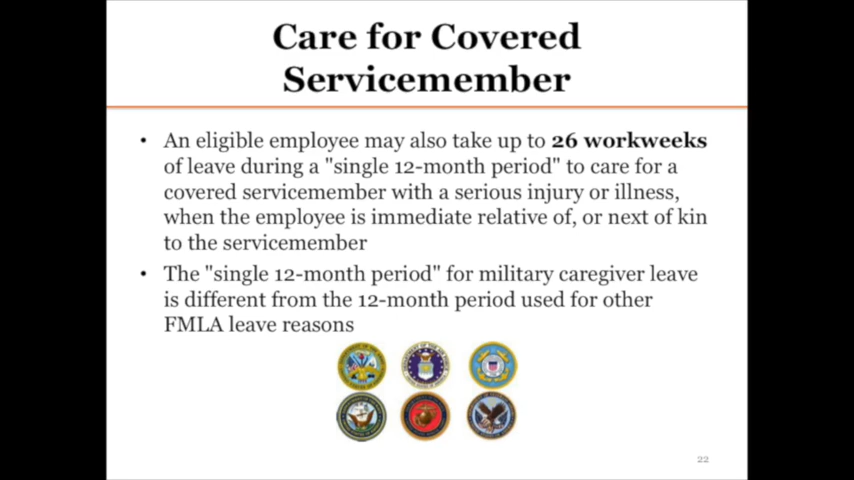 Care for Covered
Servicemember
• An eligible employee may also take up to 26 workweeks
of leave during a "single 12-month period" to care for a
covered servicemember with a serious injury or illness,
when the employee is immediate relative of, or next of kin
to the servicemember
• The "single 12-month period" for military caregiver leave
is different from the 12-month period used for other
FMLA leave reasons
22